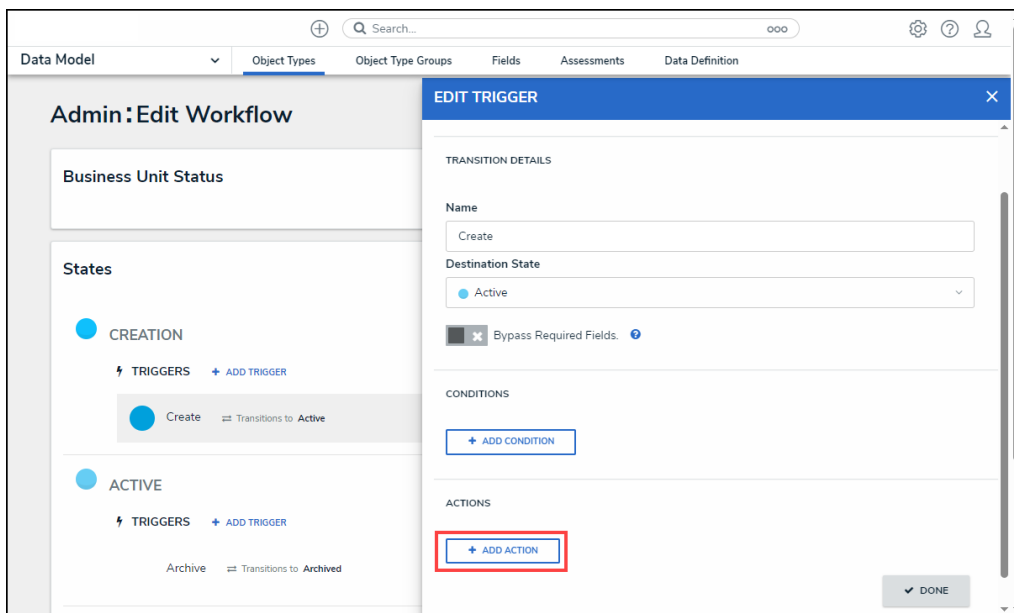 Search...
ooo
Data Model
Object Types
Object Type Groups
Fields
Assessments
Data Definition
Admin:Edit Workflow
Business Unit Status
States
CREATION
TRIGGERS
+ ADD TRIGGER
Create
Transitions to Active
ACTIVE
TRIGGERS
+ ADD TRIGGER
Archive
Transitions to Archived
EDIT TRIGGER
TRANSITION DETAILS
Name
Create
Destination State
Active
Bypass Required Fields.
CONDITIONS
+ ADD CONDITION
ACTIONS
+ ADD ACTION
DONE